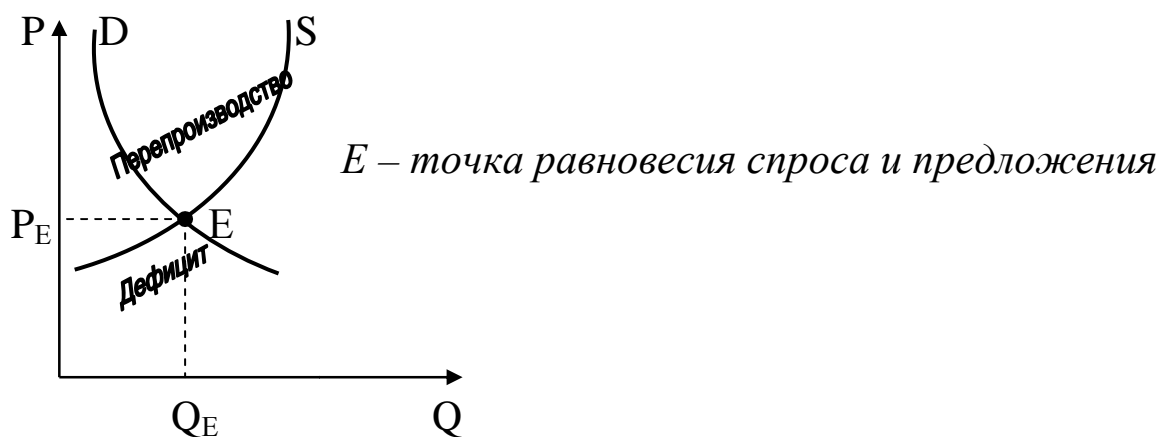 P D S
Перепроизводство
E – точка равновесия спроса и предложения
P_E E
Дефицит
Q_E Q